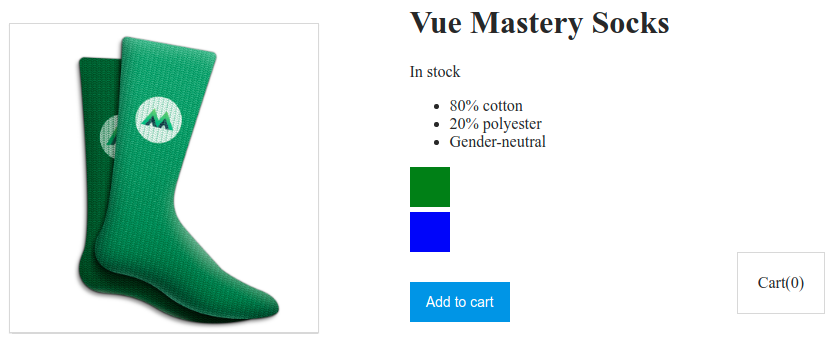 Vue Mastery Socks
In stock
80% cotton
20% polyester
Gender-neutral
Add to cart
Cart(0)